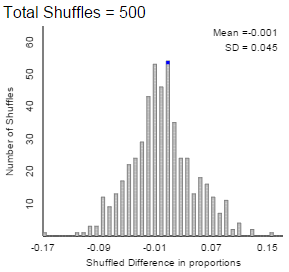 Total Shuffles = 500
Mean =-0.001
SD = 0.045
Number of Shuffles
60
50
40
30
20
10
-0.17 -0.09 -0.01 0.07 0.15
Shuffled Difference in proportions